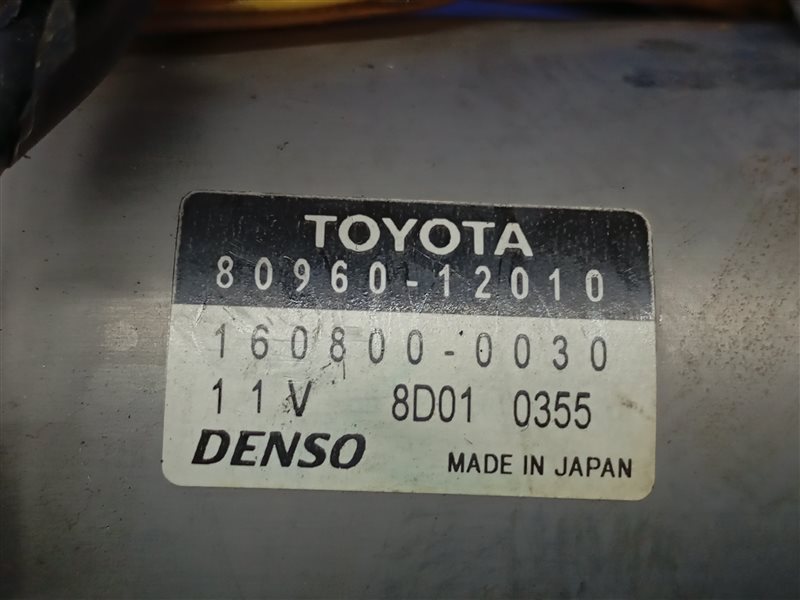 TOYOTA
80960-12010
160800-0030
11V 8D01 0355
DENSO MADE IN JAPAN